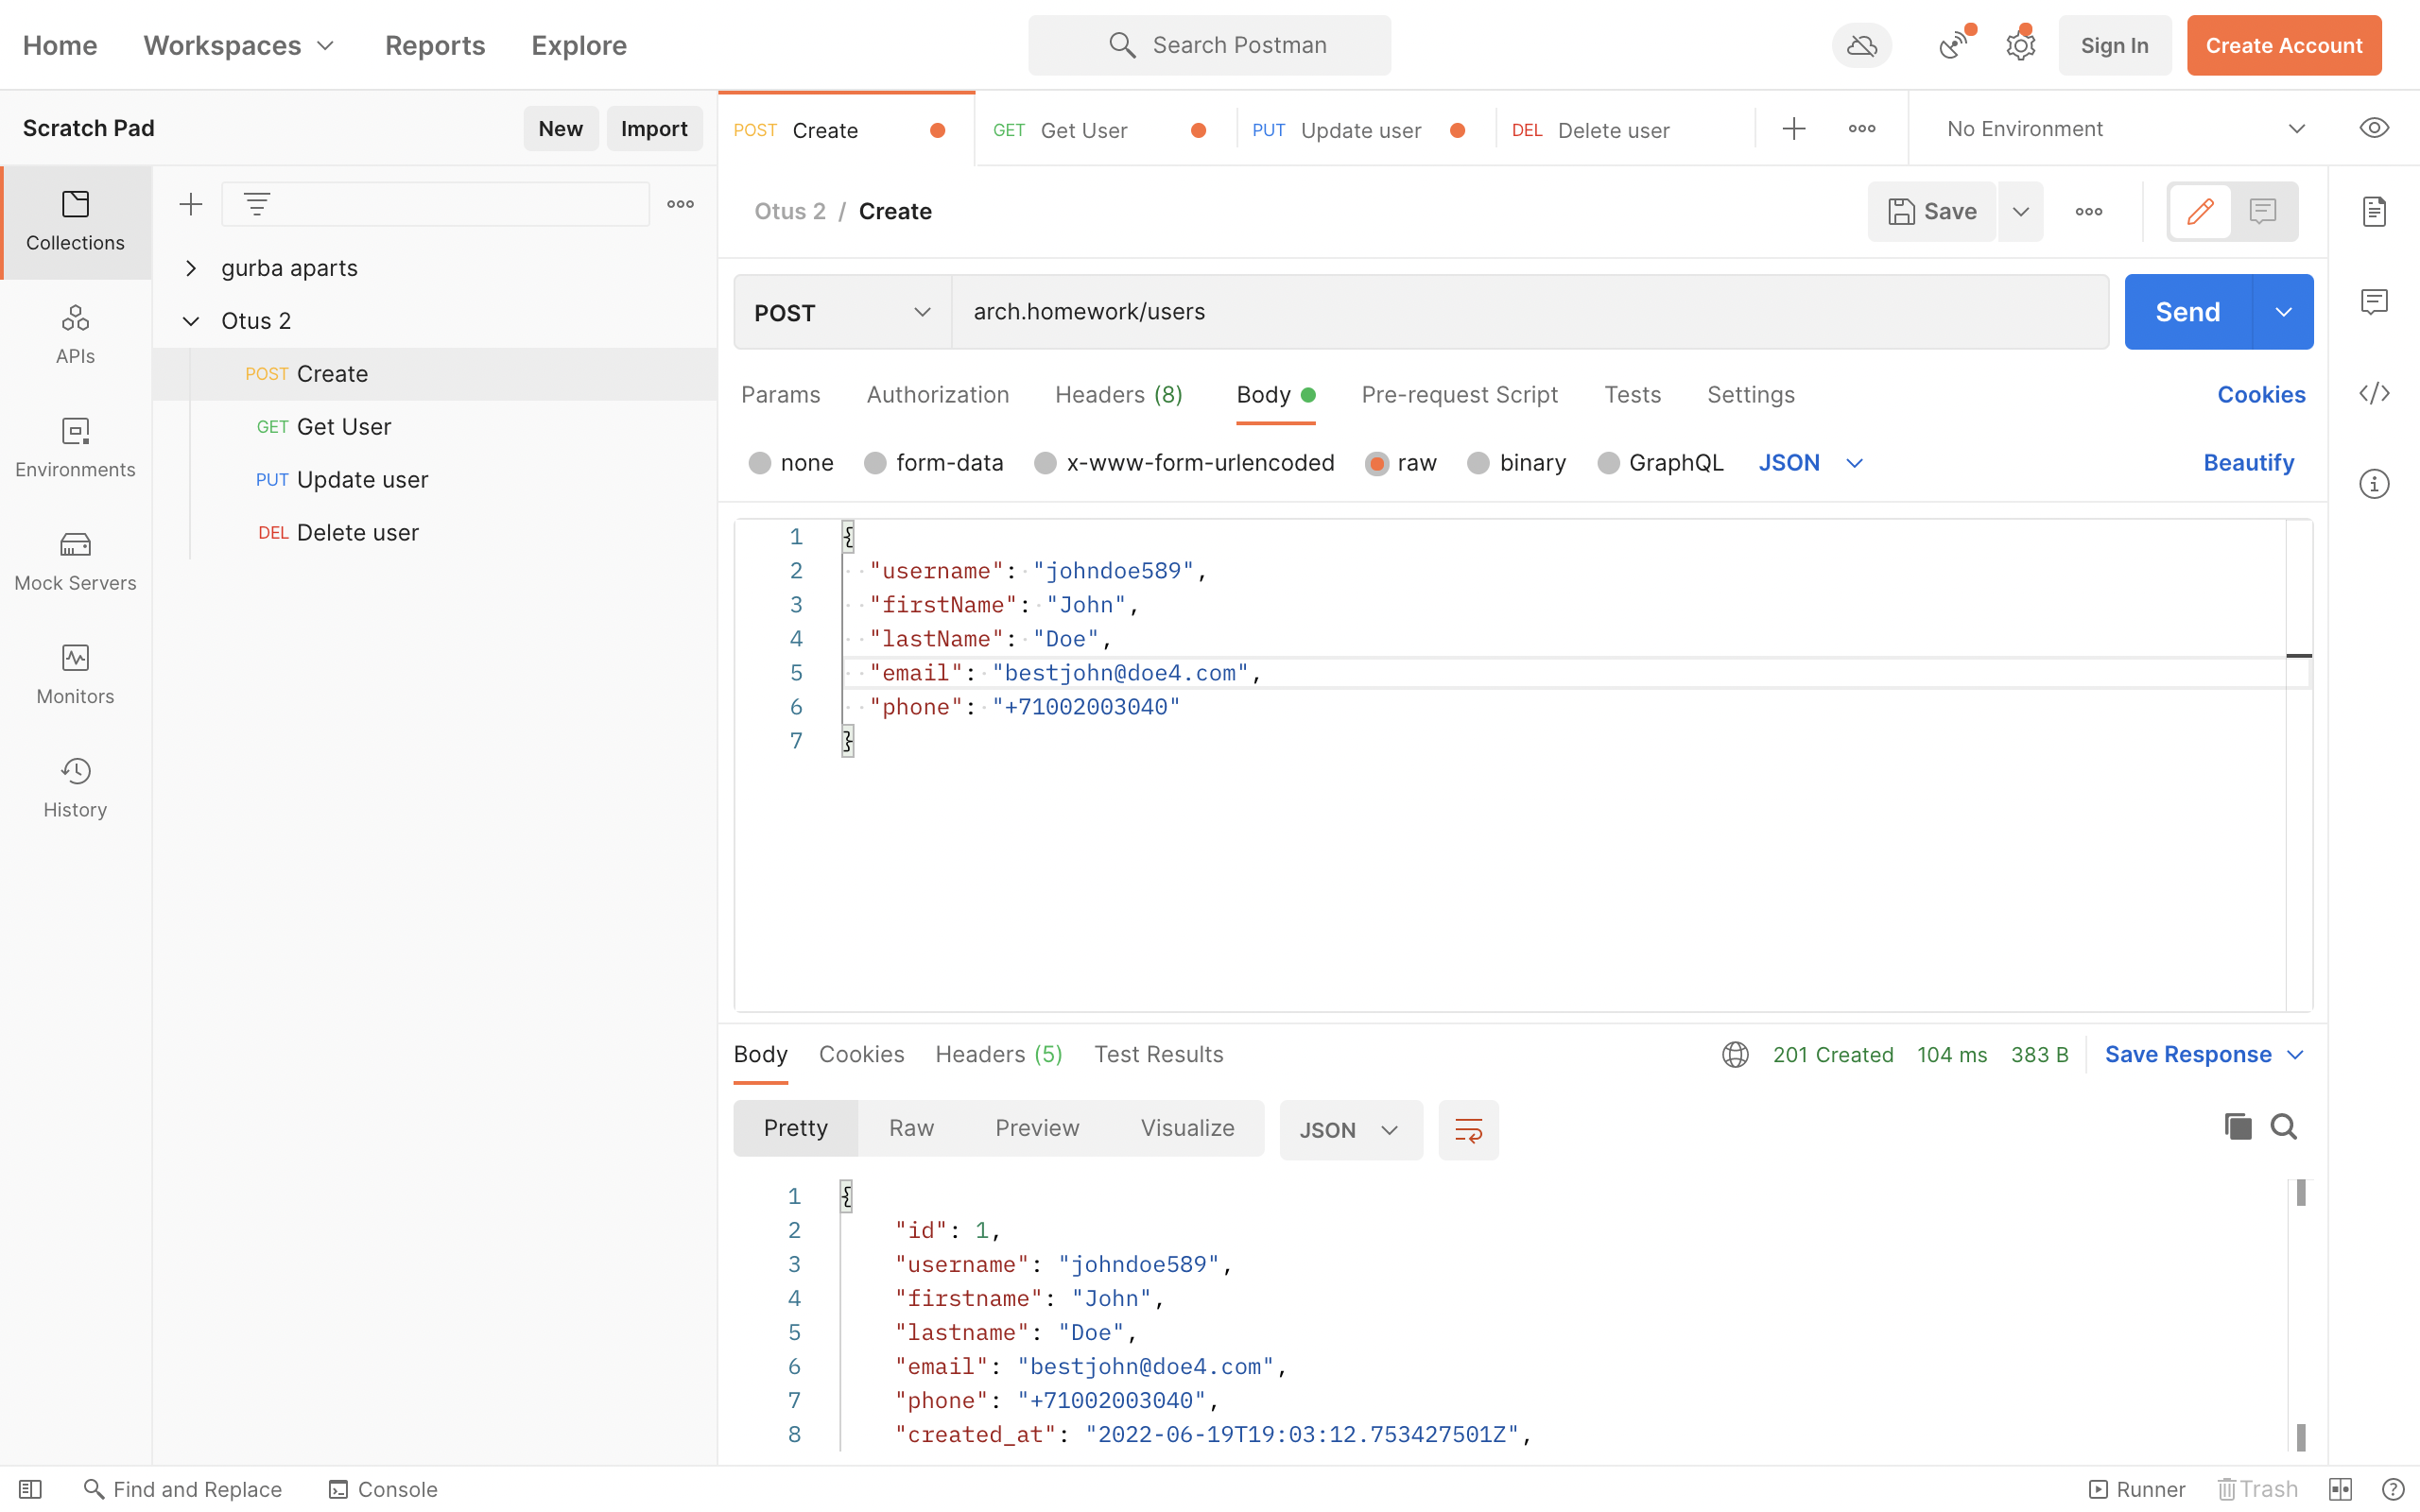 Home Workspaces Reports Explore Search Postman Sign In Create Account
Scratch Pad New Import
POST Create GET Get User PUT Update user DEL Delete user No Environment
Collections
APIs
Environments
Mock Servers
Monitors
History
gurba aparts
Otus 2
POST Create
GET Get User
PUT Update user
DEL Delete user
Otus 2 / Create Save
POST arch.homework/users Send
Params Authorization Headers (8) Body Pre-request Script Tests Settings Cookies
none form-data x-www-form-urlencoded raw binary GraphQL JSON Beautify
1 {
2 "username": "johndoe589",
3 "firstName": "John",
4 "lastName": "Doe",
5 "email": "bestjohn@doe4.com",
6 "phone": "+71002003040"
7 }
Body Cookies Headers (5) Test Results 201 Created 104 ms 383 B Save Response
Pretty Raw Preview Visualize JSON
1 {
2 "id": 1,
3 "username": "johndoe589",
4 "firstname": "John",
5 "lastname": "Doe",
6 "email": "bestjohn@doe4.com",
7 "phone": "+71002003040",
8 "created_at": "2022-06-19T19:03:12.753427501Z",
Find and Replace Console Runner Trash